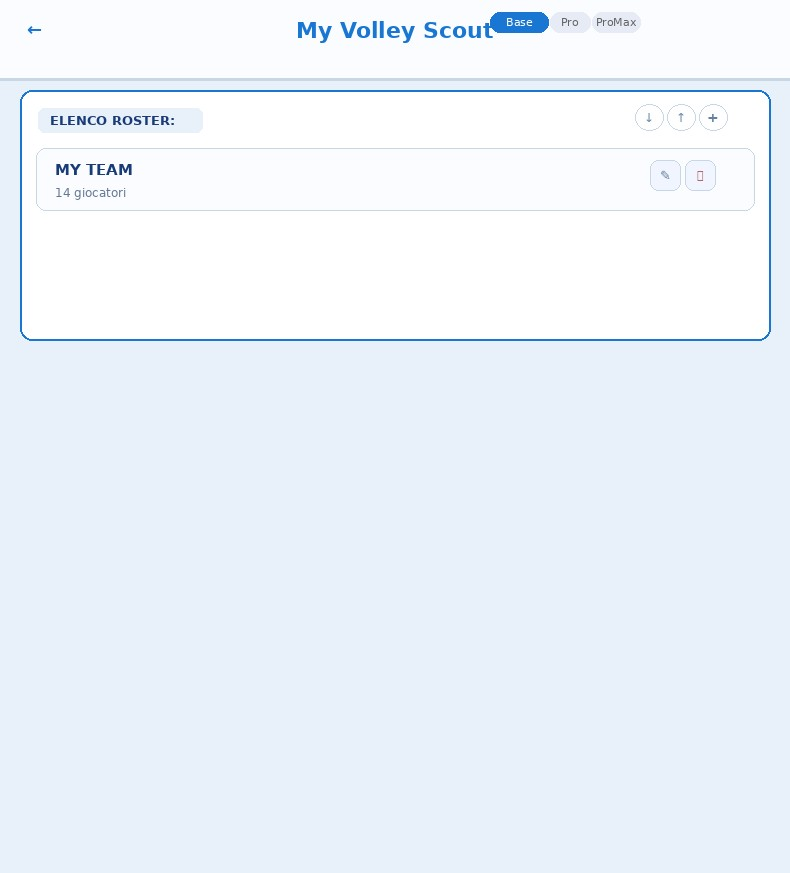 ←
My Volley Scout
Base Pro ProMax
ELENCO ROSTER:
↓ ↑ +
MY TEAM
14 giocatori